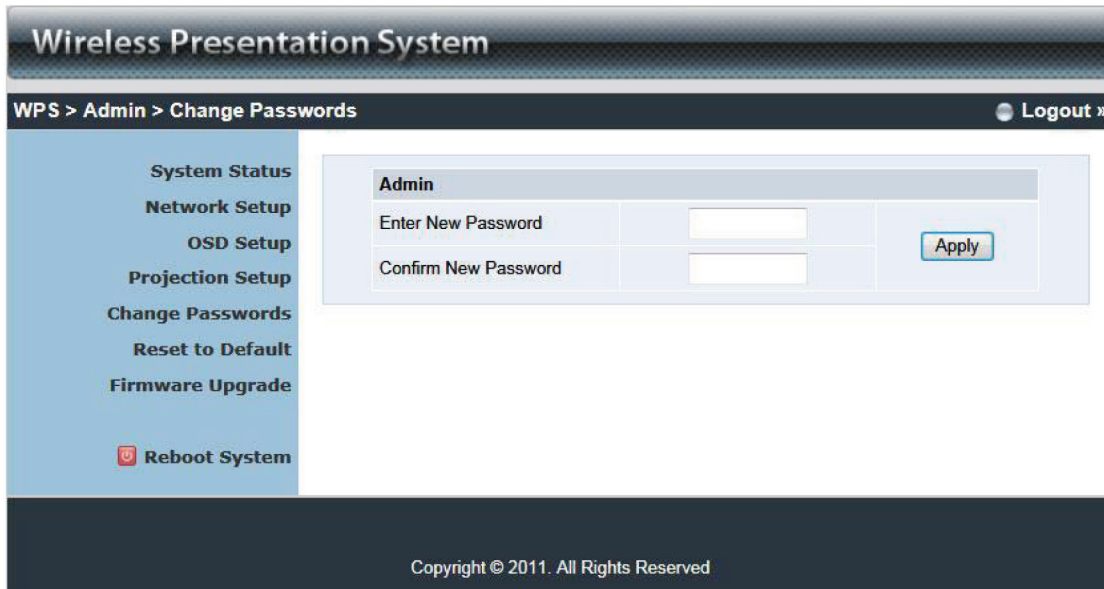 Wireless Presentation System
WPS > Admin > Change Passwords
Logout »
System Status
Network Setup
OSD Setup
Projection Setup
Change Passwords
Reset to Default
Firmware Upgrade
Reboot System
Admin
Enter New Password
Confirm New Password
Apply
Copyright © 2011. All Rights Reserved